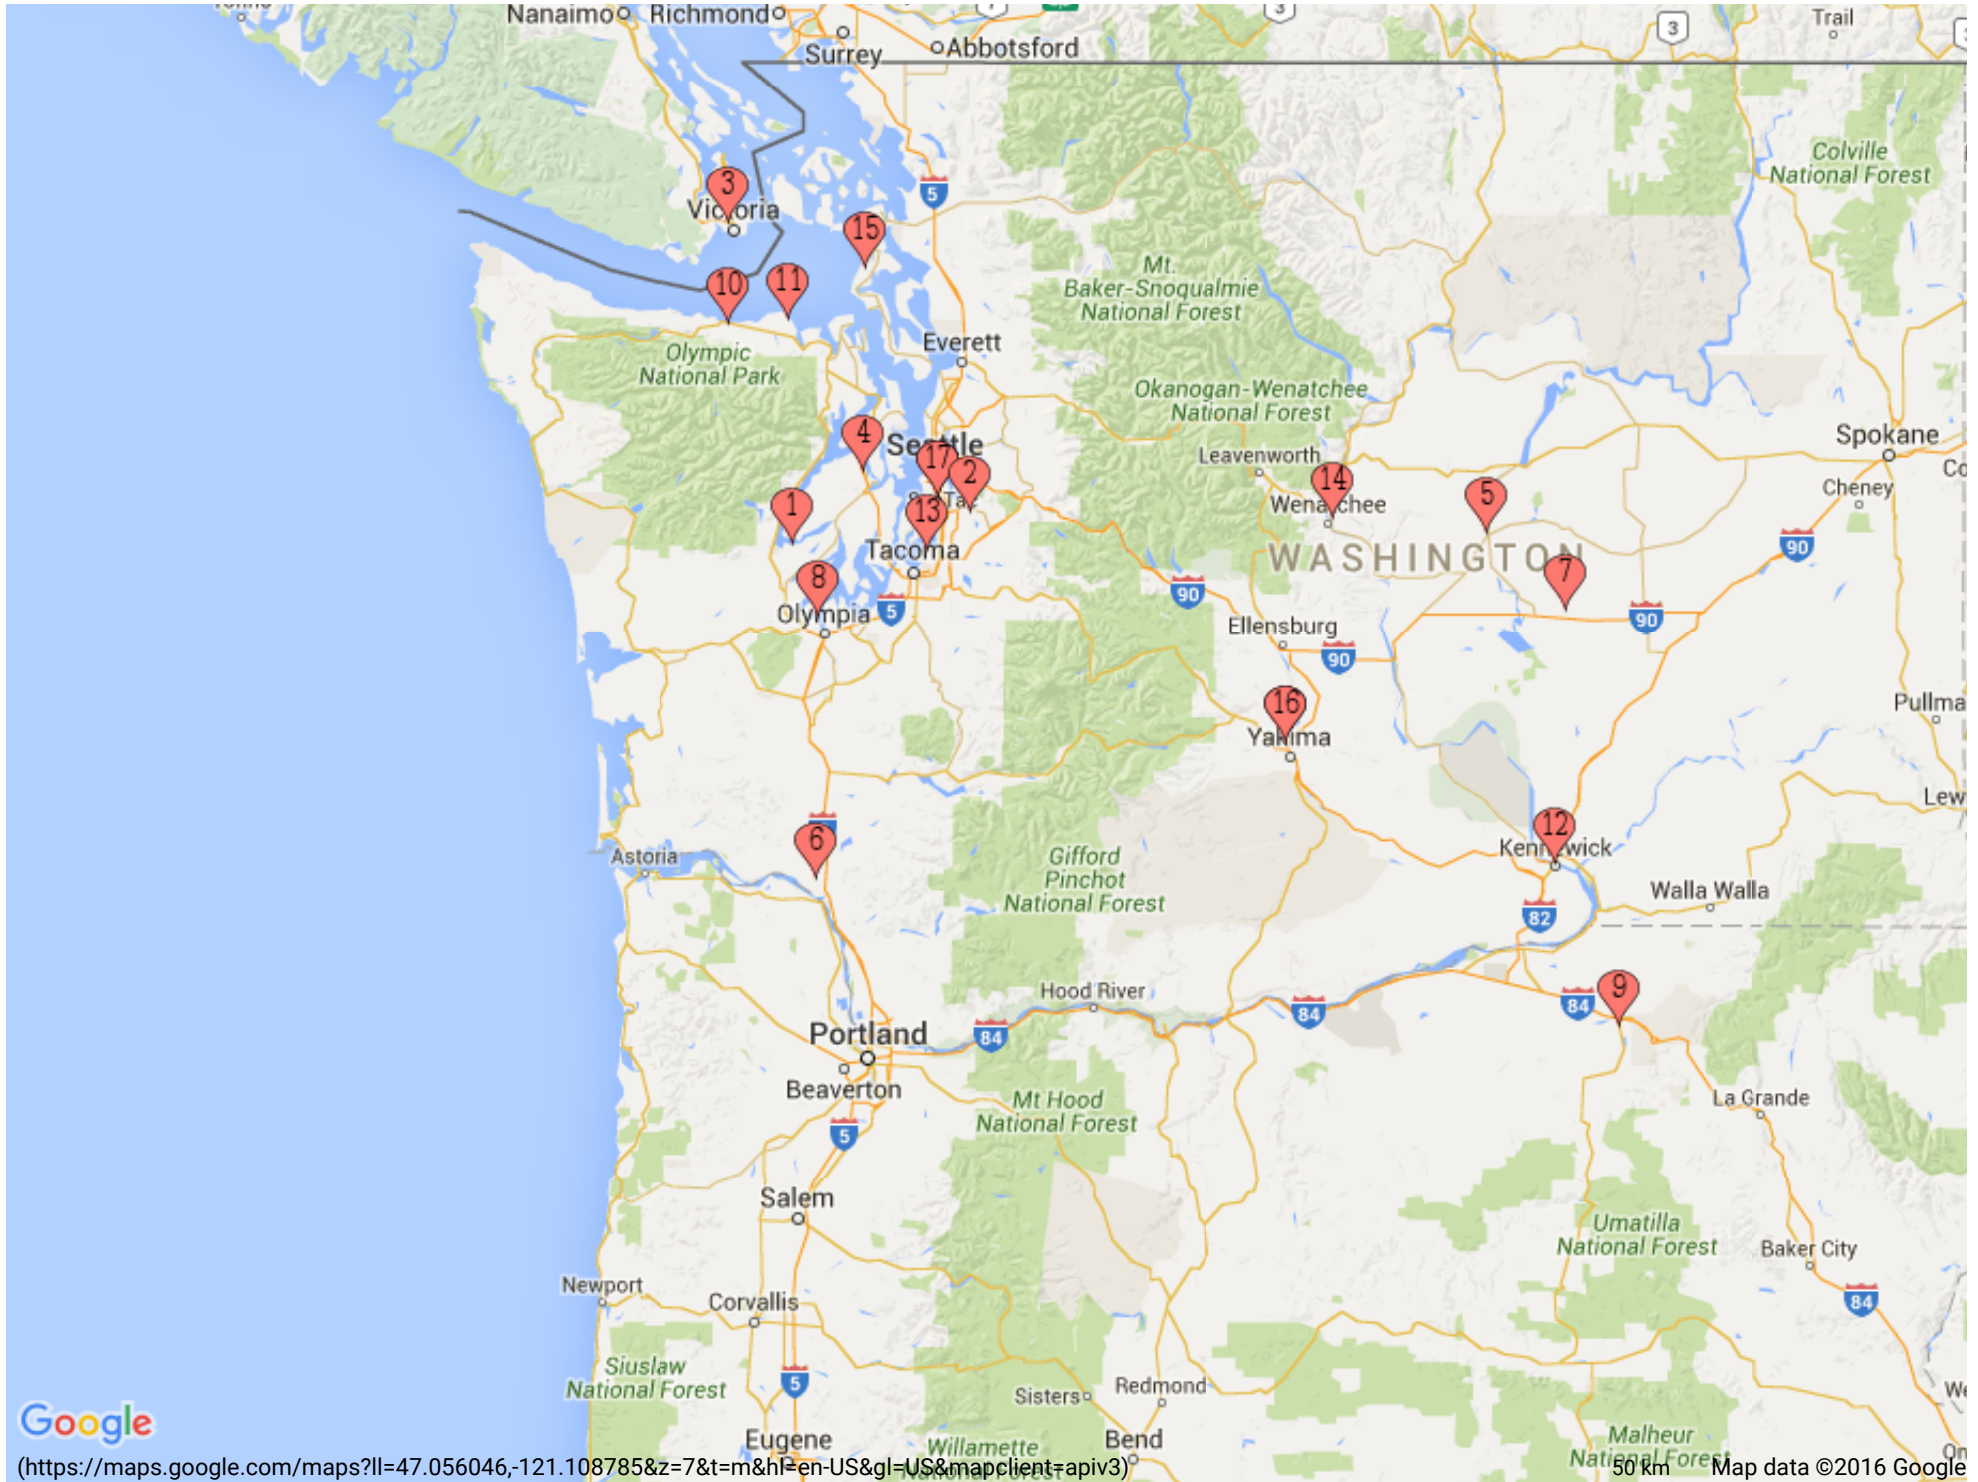 Nanaimo
Richmond
Surrey
Abbotsford
3
3
Trail
5
Colville
National Forest
3
Victoria
15
10
11
Mt.
Baker-Snoqualmie
National Forest
Everett
Olympic
National Park
Okanogan-Wenatchee
National Forest
4
Seattle
17
2
Leavenworth
14
Wenatchee
5
Spokane
Cheney
1
13
Tacoma
WASHINGTON
90
7
8
Olympia
5
90
90
Ellensburg
90
16
Yakima
Pullma
Lew
6
Astoria
12
Kennewick
Gifford
Pinchot
National Forest
Walla Walla
82
Hood River
84
84
84
9
Portland
Beaverton
5
Mt Hood
National Forest
La Grande
Salem
Umatilla
National Forest
Baker City
84
Newport
Corvallis
Siuslaw
National Forest
5
Sisters
Redmond
Google
Eugene
Willamette
National Forest
Bend
Malheur
National Forest
(https://maps.google.com/maps?ll=47.056046,-121.108785&z=7&t=m&hl=en-US&gl=US&mapclient=apiv3)
50 km
Map data ©2016 Google